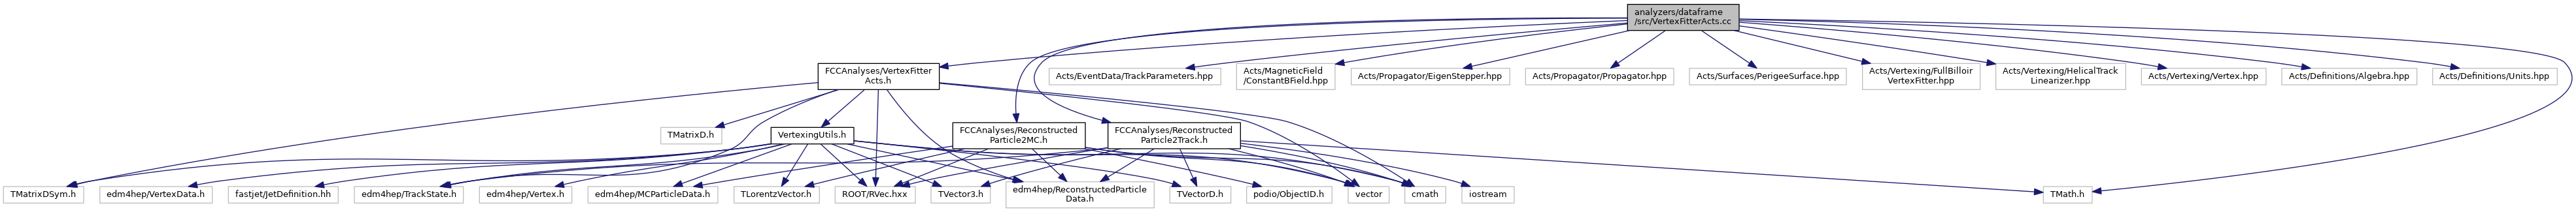 analyzers/dataframe
/src/VertexFitterActs.cc
FCCAnalyses/VertexFitter
Acts.h
Acts/EventData/TrackParameters.hpp
Acts/MagneticField
/ConstantBField.hpp
Acts/Propagator/EigenStepper.hpp
Acts/Propagator/Propagator.hpp
Acts/Surfaces/PerigeeSurface.hpp
Acts/Vertexing/FullBilloir
VertexFitter.hpp
Acts/Vertexing/HelicalTrack
Linearizer.hpp
Acts/Vertexing/Vertex.hpp
Acts/Definitions/Algebra.hpp
Acts/Definitions/Units.hpp
TMatrixD.h
VertexingUtils.h
FCCAnalyses/Reconstructed
Particle2MC.h
FCCAnalyses/Reconstructed
Particle2Track.h
TMatrixDSym.h
edm4hep/VertexData.h
fastjet/JetDefinition.hh
edm4hep/TrackState.h
edm4hep/Vertex.h
edm4hep/MCParticleData.h
TLorentzVector.h
ROOT/RVec.hxx
TVector3.h
edm4hep/ReconstructedParticle
Data.h
TVectorD.h
podio/ObjectID.h
vector
cmath
iostream
TMath.h